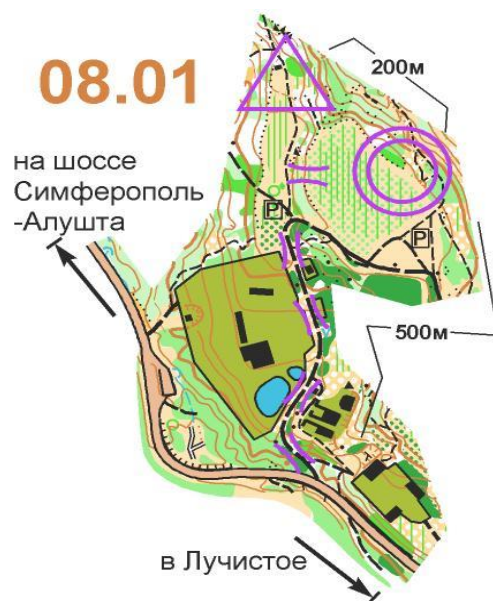 08.01
200м
на шоссе
Симферополь
-Алушта
P
P
500м
в Лучистое